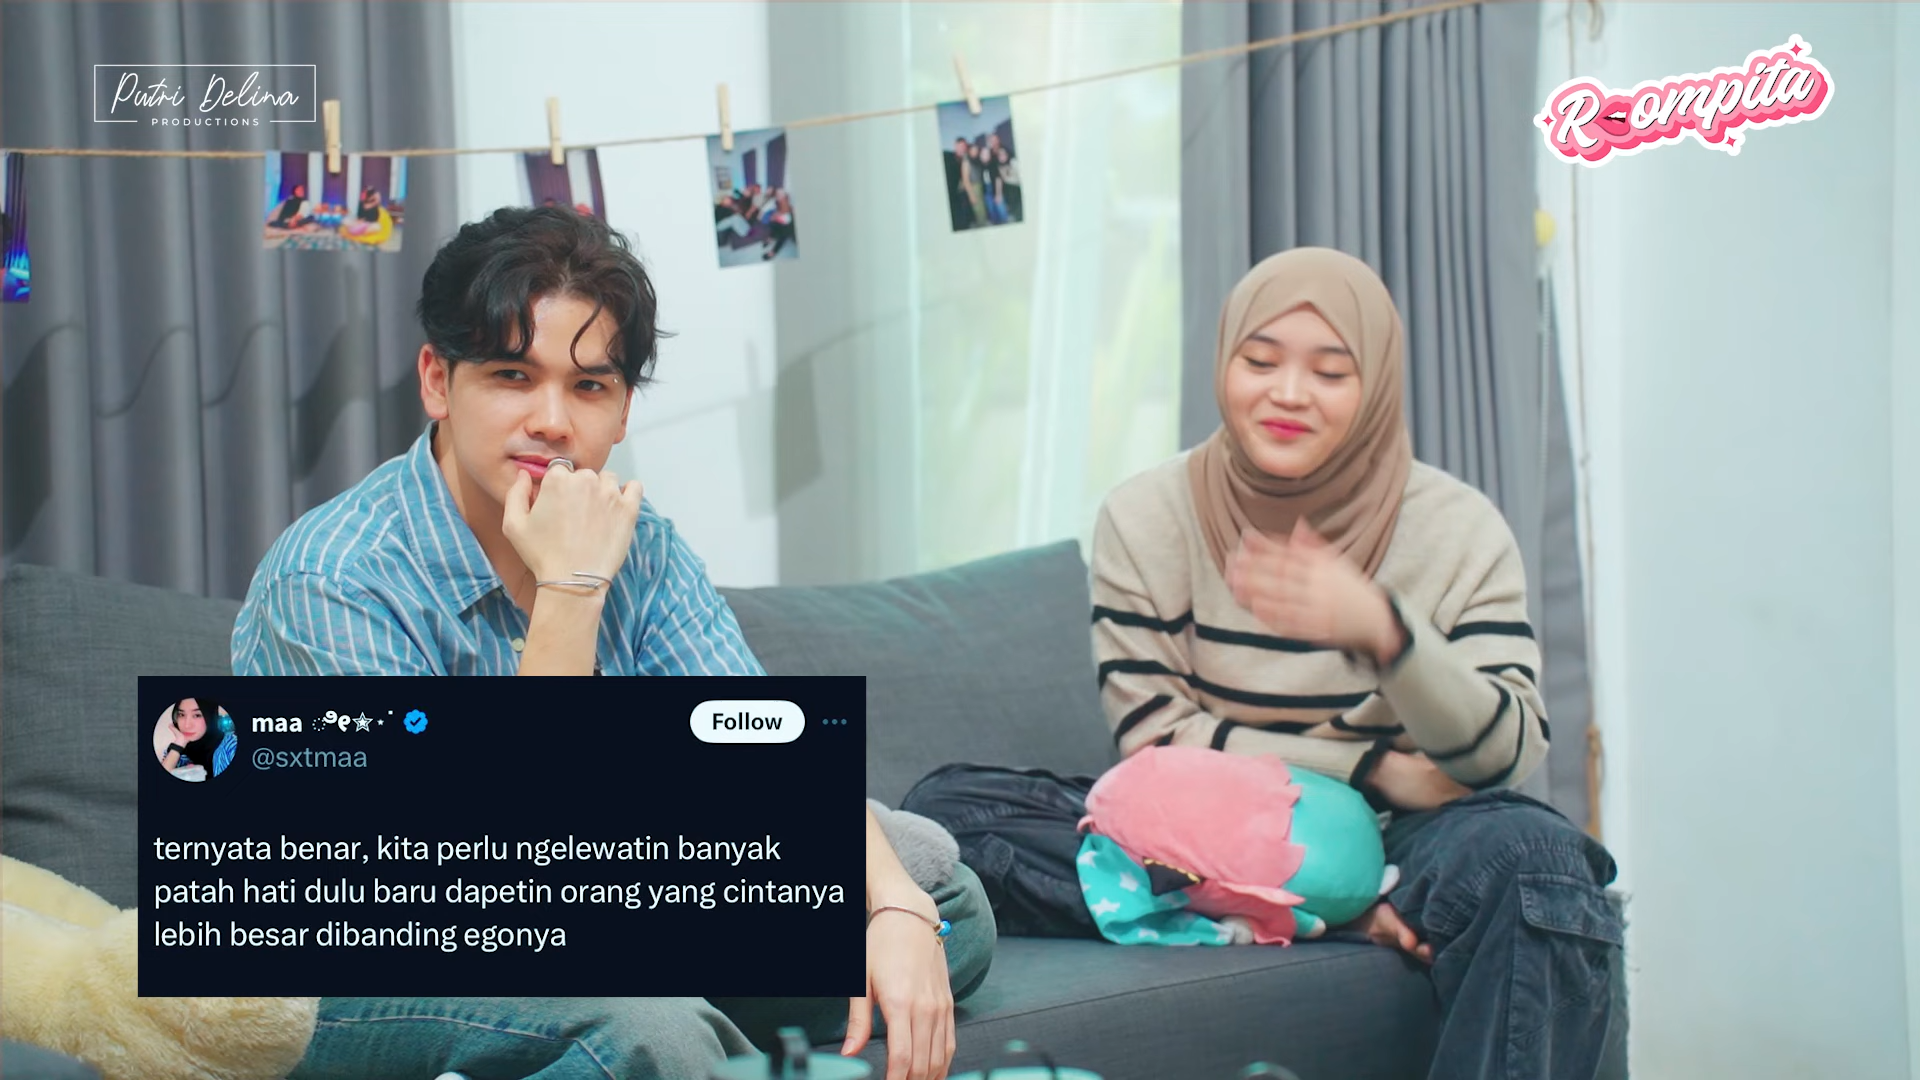 Putri Delina
PRODUCTIONS
Roompita
maa
@sxtmaa
Follow
ternyata benar, kita perlu ngelewatin banyak
patah hati dulu baru dapetin orang yang cintanya
lebih besar dibanding egonya